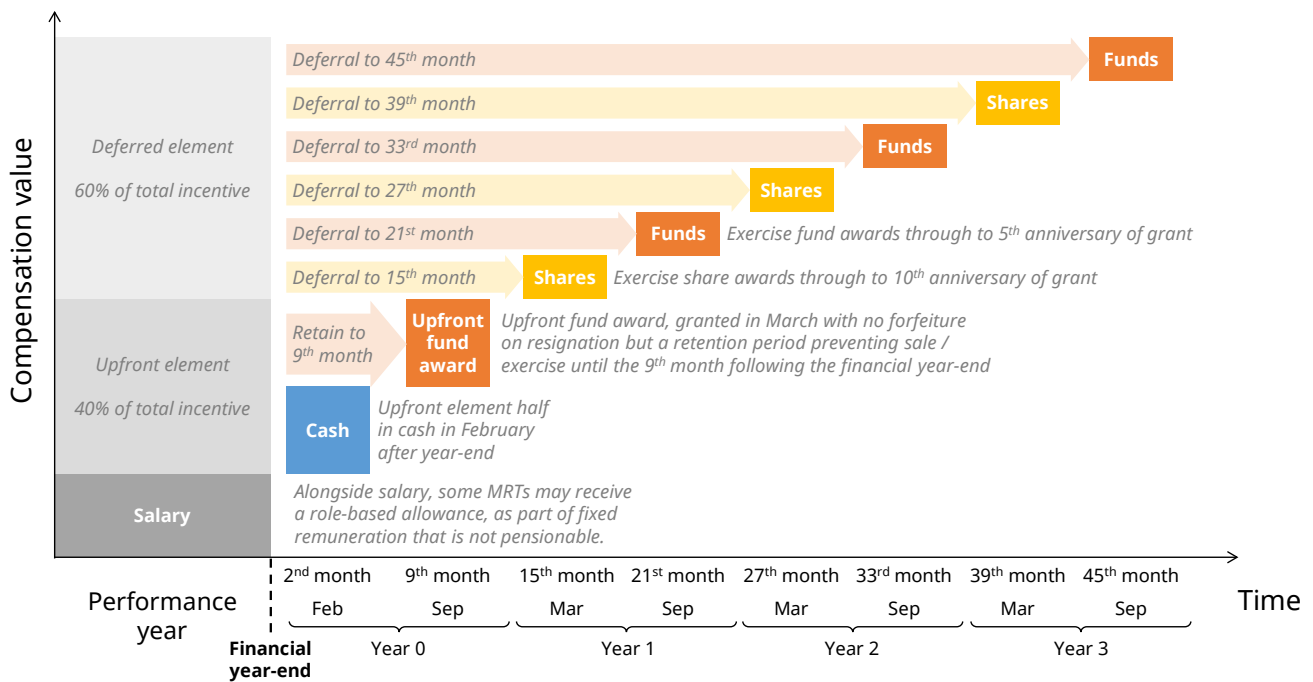 Compensation value
Deferred element
60% of total incentive
Upfront element
40% of total incentive
Salary
Deferral to 45th month
Funds
Deferral to 39th month
Shares
Deferral to 33rd month
Funds
Deferral to 27th month
Shares
Deferral to 21st month
Funds
Exercise fund awards through to 5th anniversary of grant
Deferral to 15th month
Shares
Exercise share awards through to 10th anniversary of grant
Retain to
9th month
Upfront
fund
award
Upfront fund award, granted in March with no forfeiture
on resignation but a retention period preventing sale /
exercise until the 9th month following the financial year-end
Cash
Upfront element half
in cash in February
after year-end
Alongside salary, some MRTs may receive
a role-based allowance, as part of fixed
remuneration that is not pensionable.
2nd month
9th month
15th month
21st month
27th month
33rd month
39th month
45th month
Feb
Sep
Mar
Sep
Mar
Sep
Mar
Sep
Year 0
Year 1
Year 2
Year 3
Time
Performance
year
Financial
year-end